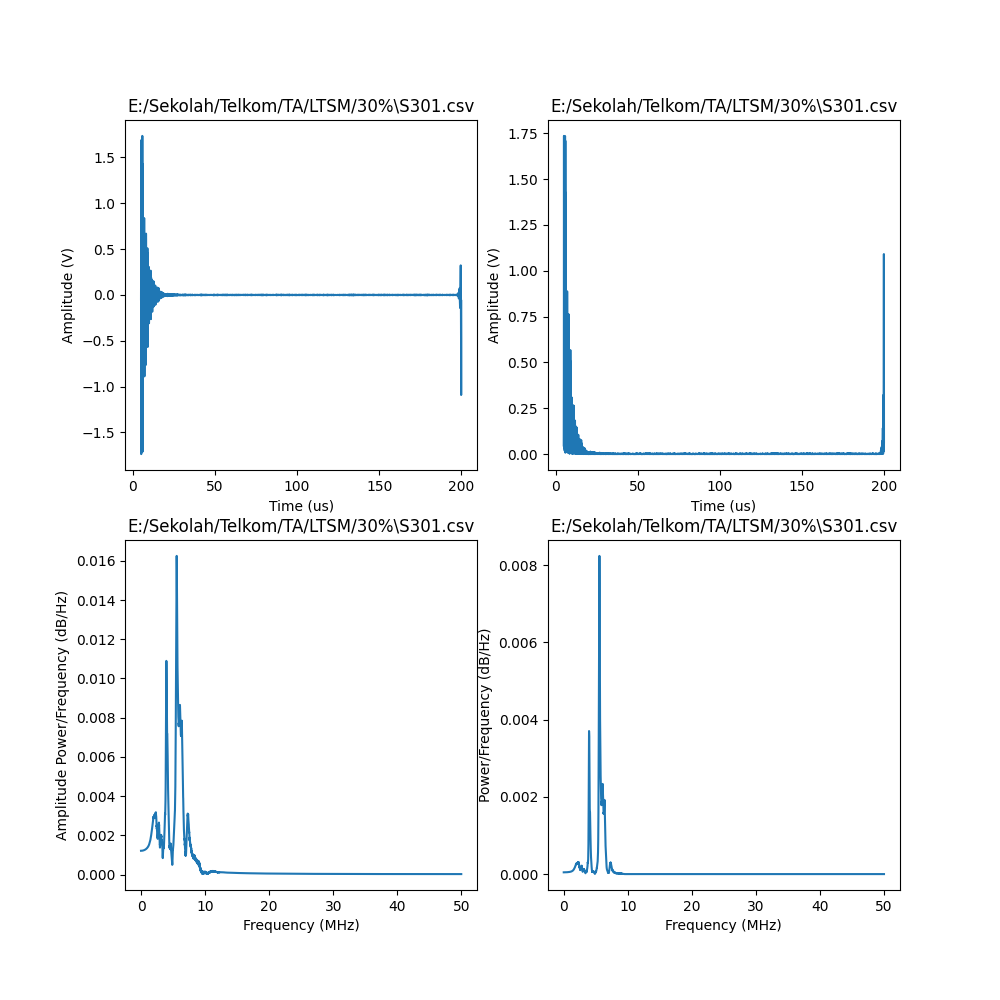 E:/Sekolah/Telkom/TA/LTSM/30%\S301.csv
Amplitude (V)
1.5
1.0
0.5
0.0
−0.5
−1.0
−1.5
0 50 100 150 200
Time (us)
E:/Sekolah/Telkom/TA/LTSM/30%\S301.csv
Amplitude (V)
1.75
1.50
1.25
1.00
0.75
0.50
0.25
0.00
0 50 100 150 200
Time (us)
E:/Sekolah/Telkom/TA/LTSM/30%\S301.csv
Amplitude Power/Frequency (dB/Hz)
0.016
0.014
0.012
0.010
0.008
0.006
0.004
0.002
0.000
0 10 20 30 40 50
Frequency (MHz)
E:/Sekolah/Telkom/TA/LTSM/30%\S301.csv
Power/Frequency (dB/Hz)
0.008
0.006
0.004
0.002
0.000
0 10 20 30 40 50
Frequency (MHz)